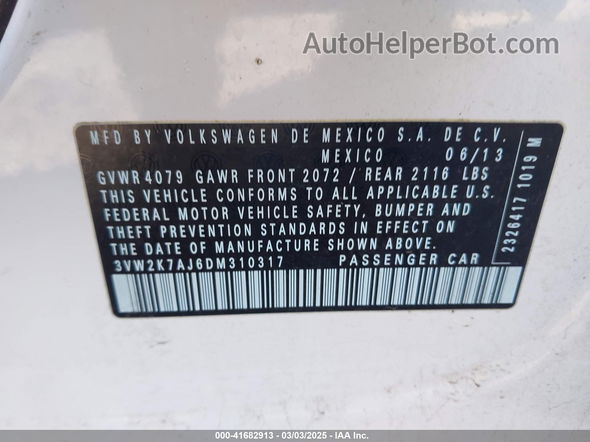 AutoHelperBot.com
MFD BY VOLKSWAGEN DE MEXICO S.A. DE C.V.
MEXICO 06/13
GVWR 4079 GAWR FRONT 2072 / REAR 2116 LBS
THIS VEHICLE CONFORMS TO ALL APPLICABLE U.S.
FEDERAL MOTOR VEHICLE SAFETY, BUMPER AND
THEFT PREVENTION STANDARDS IN EFFECT ON
THE DATE OF MANUFACTURE SHOWN ABOVE.
3VW2K7AJ6DM310317 PASSENGER CAR
2326417 1019 M
000-41682913 - 03/03/2025 - IAA Inc.